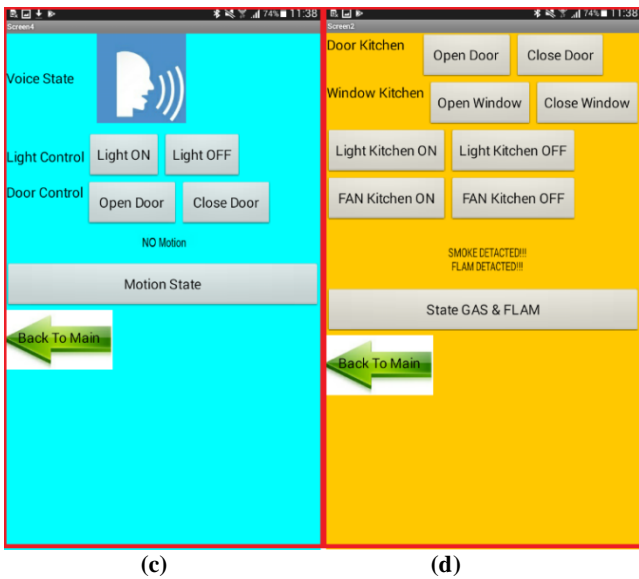 74% 11:38
Screen4
Voice State
Light Control Light ON Light OFF
Door Control Open Door Close Door
NO Motion
Motion State
Back To Main
(c)
74% 11:38
Screen2
Door Kitchen Open Door Close Door
Window Kitchen Open Window Close Window
Light Kitchen ON Light Kitchen OFF
FAN Kitchen ON FAN Kitchen OFF
SMOKE DETACTED!!!
FLAM DETACTED!!!
State GAS & FLAM
Back To Main
(d)